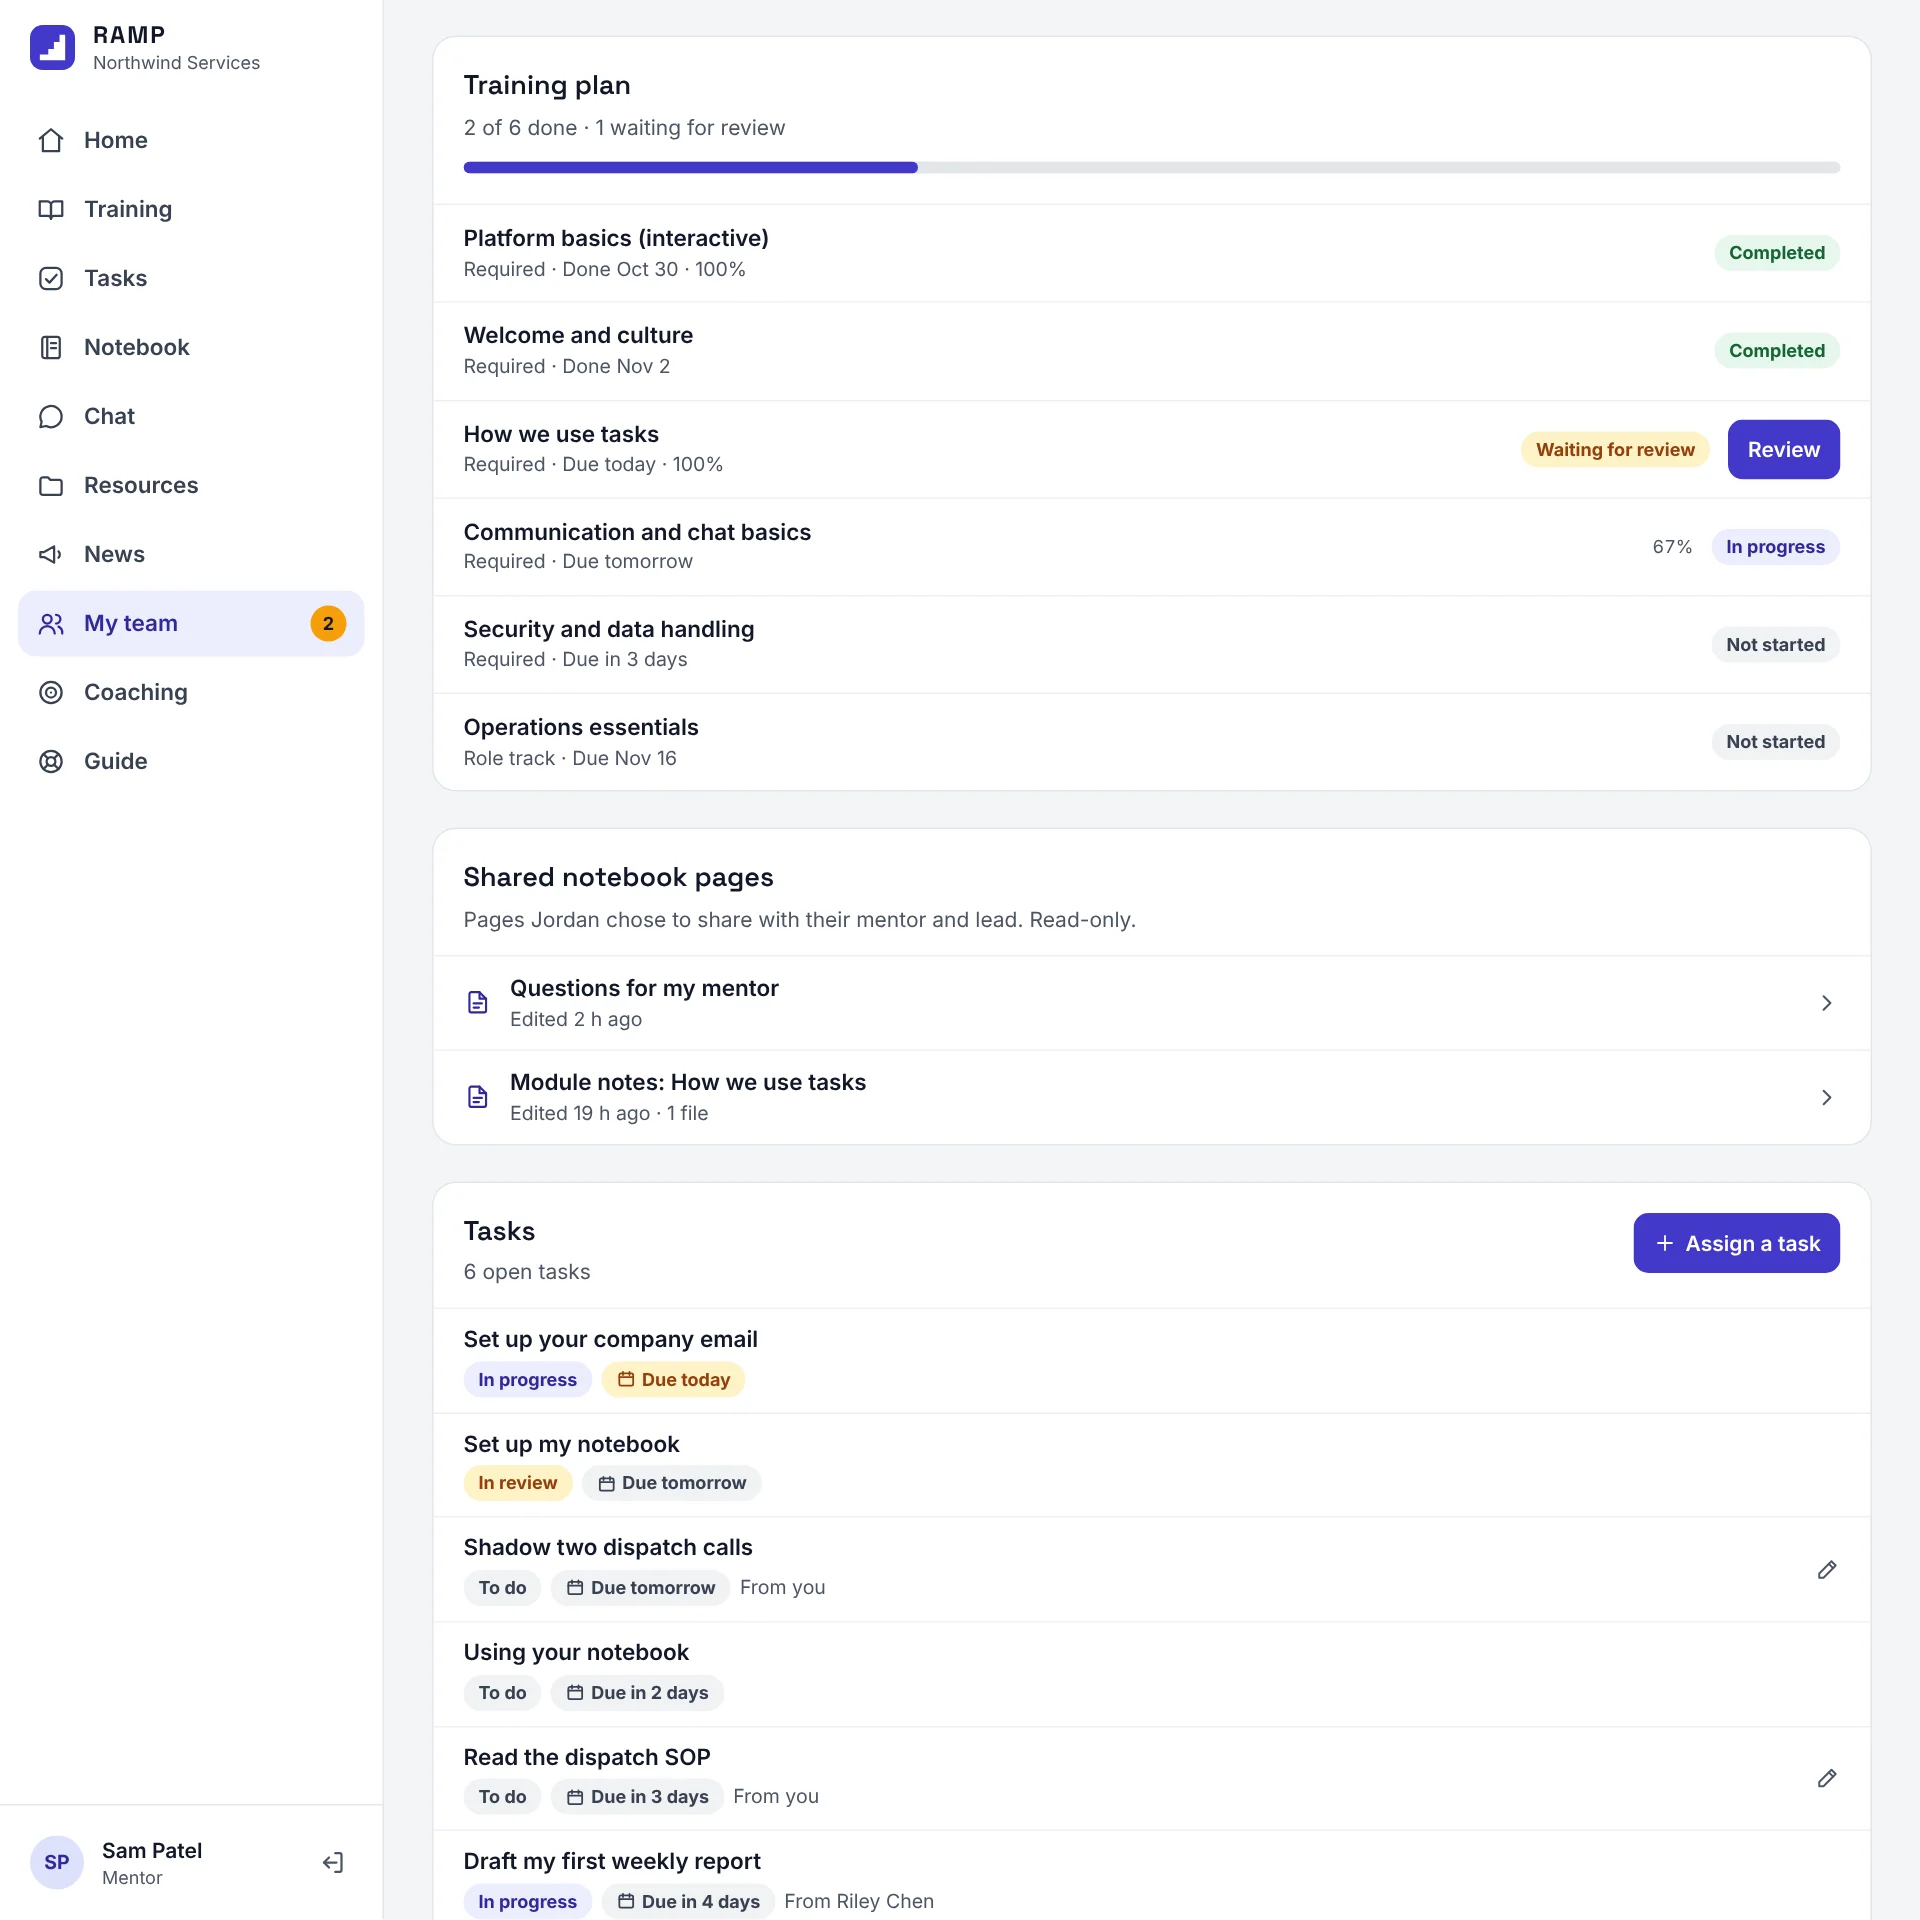 RAMP
Northwind Services
Home
Training
Tasks
Notebook
Chat
Resources
News
My team
2
Coaching
Guide
SP
Sam Patel
Mentor
Training plan
2 of 6 done · 1 waiting for review
Platform basics (interactive)
Required · Done Oct 30 · 100%
Completed
Welcome and culture
Required · Done Nov 2
Completed
How we use tasks
Required · Due today · 100%
Waiting for review
Review
Communication and chat basics
Required · Due tomorrow
67%
In progress
Security and data handling
Required · Due in 3 days
Not started
Operations essentials
Role track · Due Nov 16
Not started
Shared notebook pages
Pages Jordan chose to share with their mentor and lead. Read-only.
Questions for my mentor
Edited 2 h ago
Module notes: How we use tasks
Edited 19 h ago · 1 file
Tasks
6 open tasks
+ Assign a task
Set up your company email
In progress Due today
Set up my notebook
In review Due tomorrow
Shadow two dispatch calls
To do Due tomorrow From you
Using your notebook
To do Due in 2 days
Read the dispatch SOP
To do Due in 3 days From you
Draft my first weekly report
In progress Due in 4 days From Riley Chen